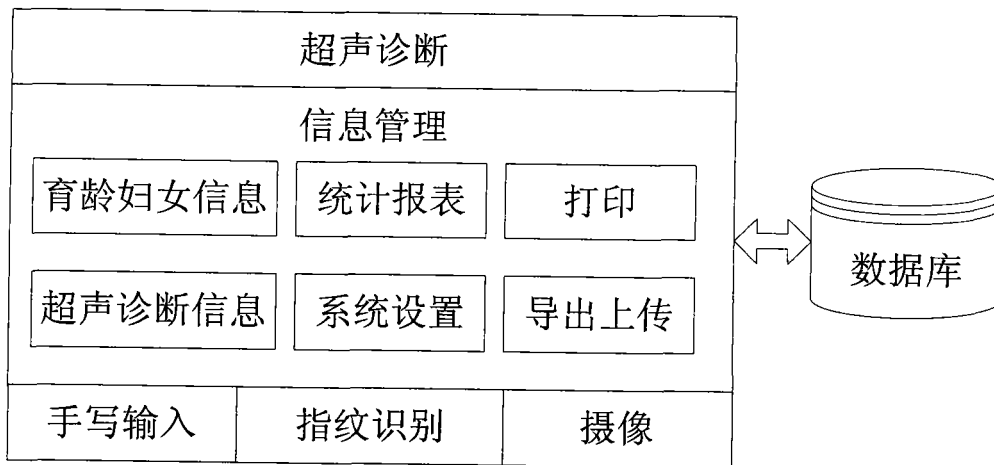 超声诊断
信息管理
育龄妇女信息
统计报表
打印
超声诊断信息
系统设置
导出上传
数据库
手写输入
指纹识别
摄像